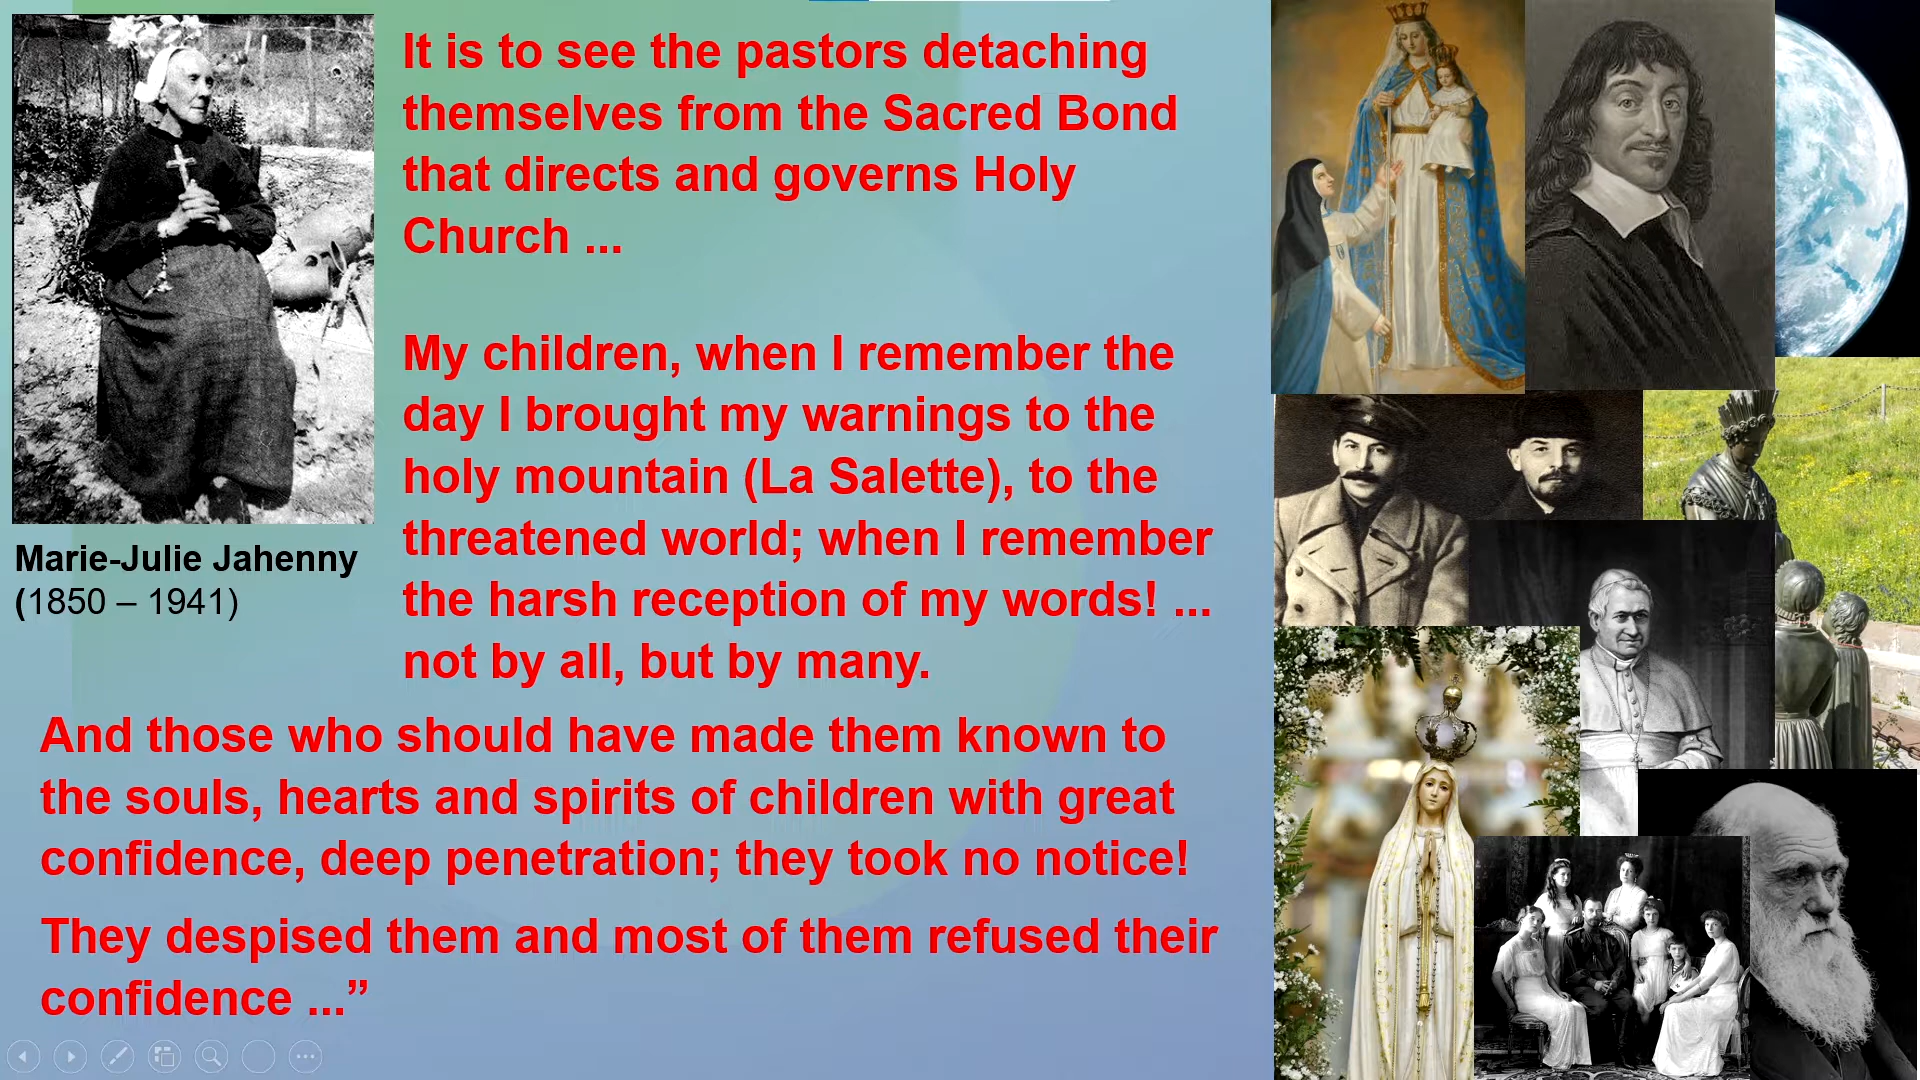 It is to see the pastors detaching
themselves from the Sacred Bond
that directs and governs Holy
Church ...
My children, when I remember the
day I brought my warnings to the
holy mountain (La Salette), to the
threatened world; when I remember
the harsh reception of my words! ...
not by all, but by many.
Marie-Julie Jahenny
(1850 – 1941)
And those who should have made them known to
the souls, hearts and spirits of children with great
confidence, deep penetration; they took no notice!
They despised them and most of them refused their
confidence ...”